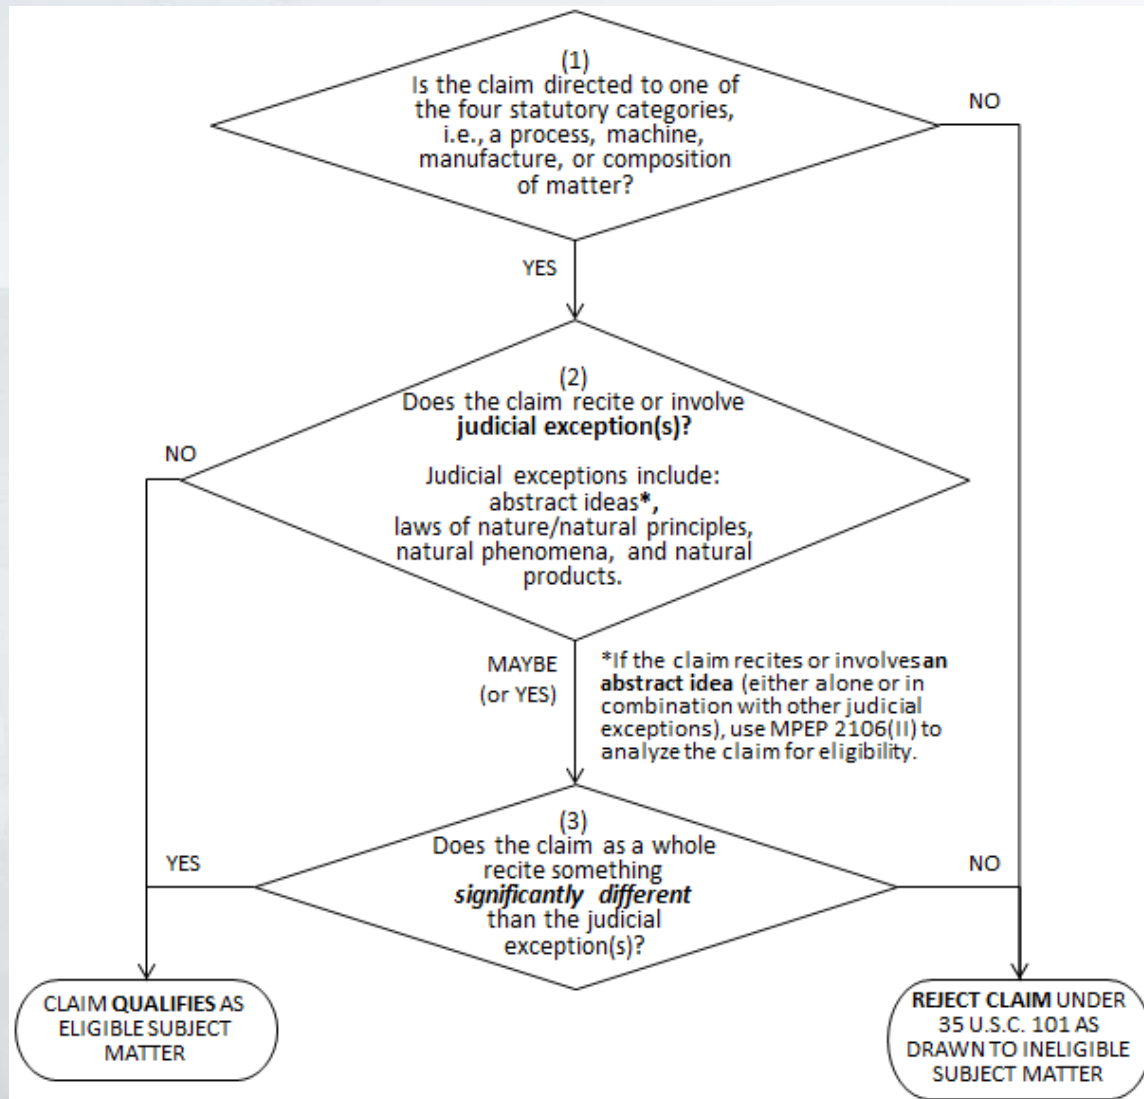 (1)
Is the claim directed to one of
the four statutory categories,
i.e., a process, machine,
manufacture, or composition
of matter?
NO
YES
(2)
Does the claim recite or involve
judicial exception(s)?
NO
Judicial exceptions include:
abstract ideas*,
laws of nature/natural principles,
natural phenomena, and natural
products.
MAYBE
(or YES)
*If the claim recites or involves an
abstract idea (either alone or in
combination with other judicial
exceptions), use MPEP 2106(II) to
analyze the claim for eligibility.
(3)
Does the claim as a whole
recite something
significantly different
than the judicial
exception(s)?
YES
NO
CLAIM QUALIFIES AS
ELIGIBLE SUBJECT
MATTER
REJECT CLAIM UNDER
35 U.S.C. 101 AS
DRAWN TO INELIGIBLE
SUBJECT MATTER